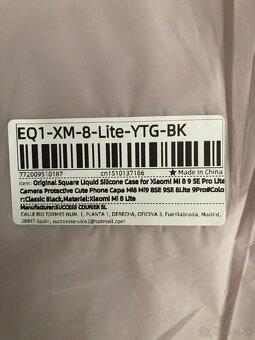 EQ1-XM-8-Lite-YTG-BK
772009510187 cn1510137186 ★ Made in China
Item: Original Square Liquid Silicone Case for Xiaomi Mi 8 9 SE Pro Lite
Camera Protective Cute Phone Capa Mi8 Mi9 8SE 9SE 8Lite 9Pro#Colo
r:Classic Black,Material:Xiaomi Mi 8 Lite
Manufacturer:SUCCESS COURIER SL
CALLE RIO TORMES NUM. 1, PLANTA 1, DERECHA, OFICINA 3, Fuenlabrada, Madrid,
28947 Spain, successservice2@hotmail.com